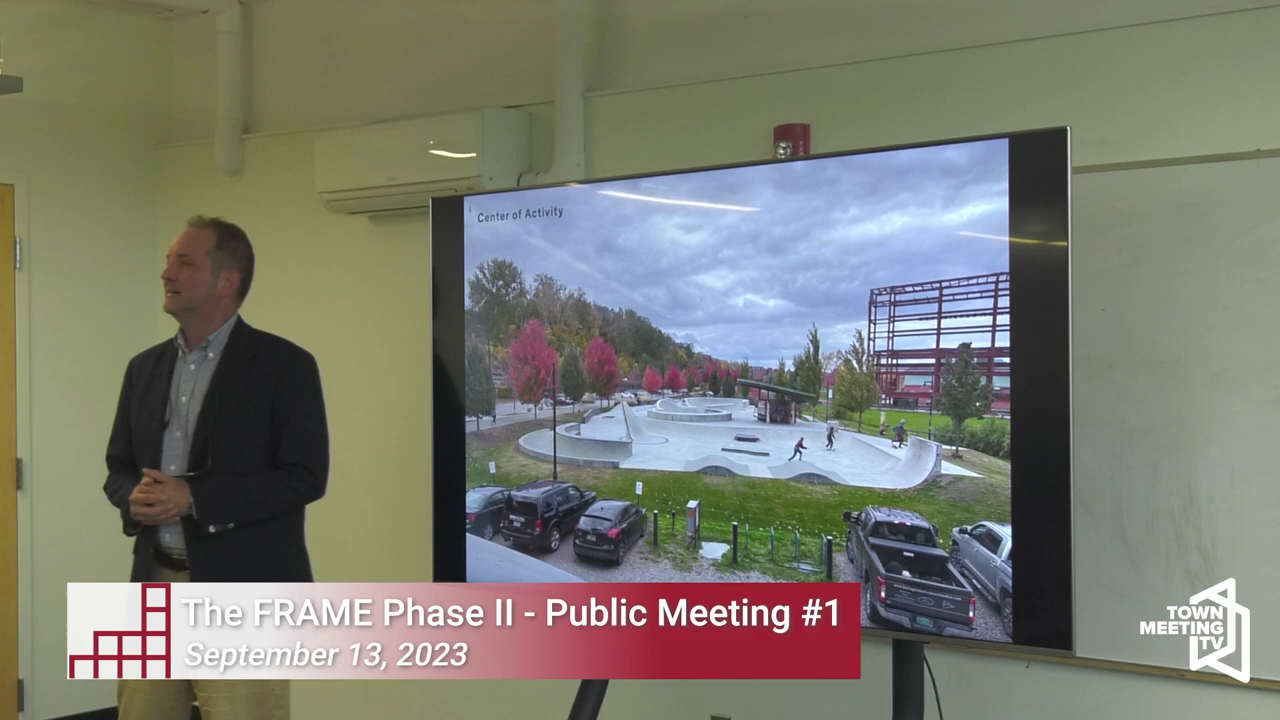 Center of Activity
The FRAME Phase II - Public Meeting #1
September 13, 2023
TOWN
MEETING
TV